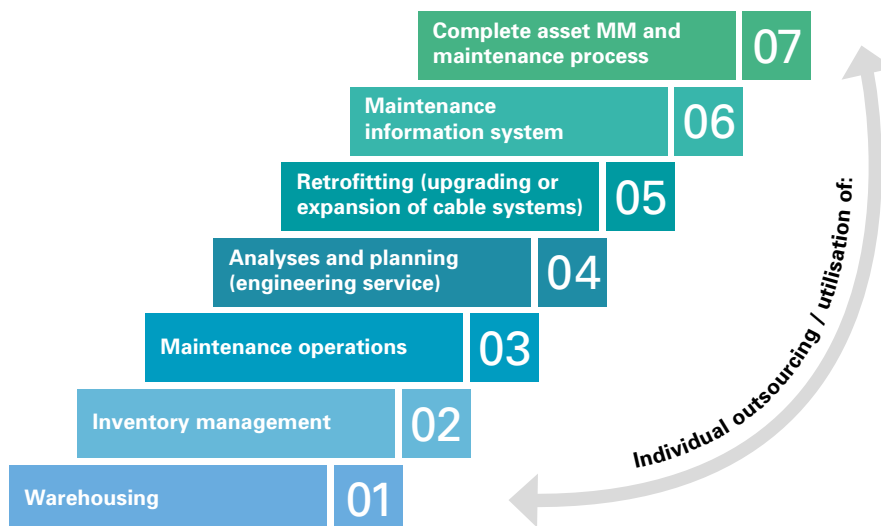 Complete asset MM and
maintenance process
07
Maintenance
information system
06
Retrofitting (upgrading or
expansion of cable systems)
05
Analyses and planning
(engineering service)
04
Maintenance operations
03
Inventory management
02
Warehousing
01
Individual outsourcing / utilisation of: